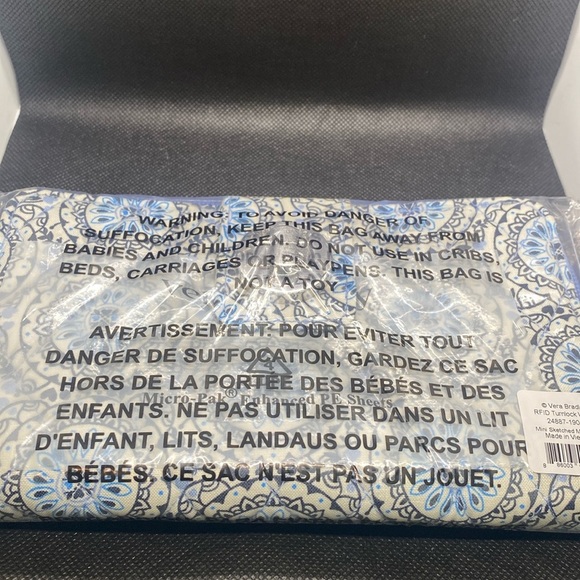 WARNING: TO AVOID DANGER OF
SUFFOCATION, KEEP THIS BAG AWAY FROM
BABIES AND CHILDREN. DO NOT USE IN CRIBS,
BEDS, CARRIAGES OR PLAYPENS. THIS BAG IS
NOT A TOY
AVERTISSEMENT: POUR EVITER TOUT
DANGER DE SUFFOCATION, GARDEZ CE SAC
HORS DE LA PORTÉE DES BÉBÉS ET DES
Micro-Pak® Enhanced PE Sheets
ENFANTS. NE PAS UTILISER DANS UN LIT
D'ENFANT, LITS, LANDAUS OU PARCS POUR
BÉBÉS. CE SAC N'EST PAS UN JOUET.
© Vera Brad
RFID Turnlock
24887-190
Mini Sketched M
Made in Vie
8 86003